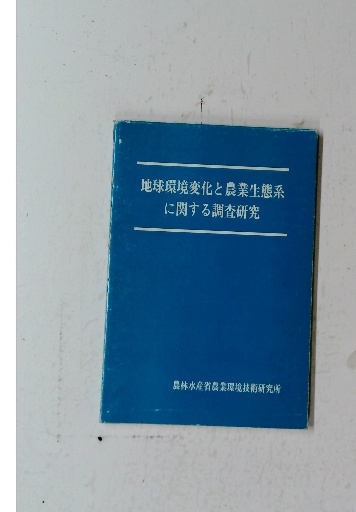 地球環境変化と農業生態系
に関する調査研究
農林水産省農業環境技術研究所